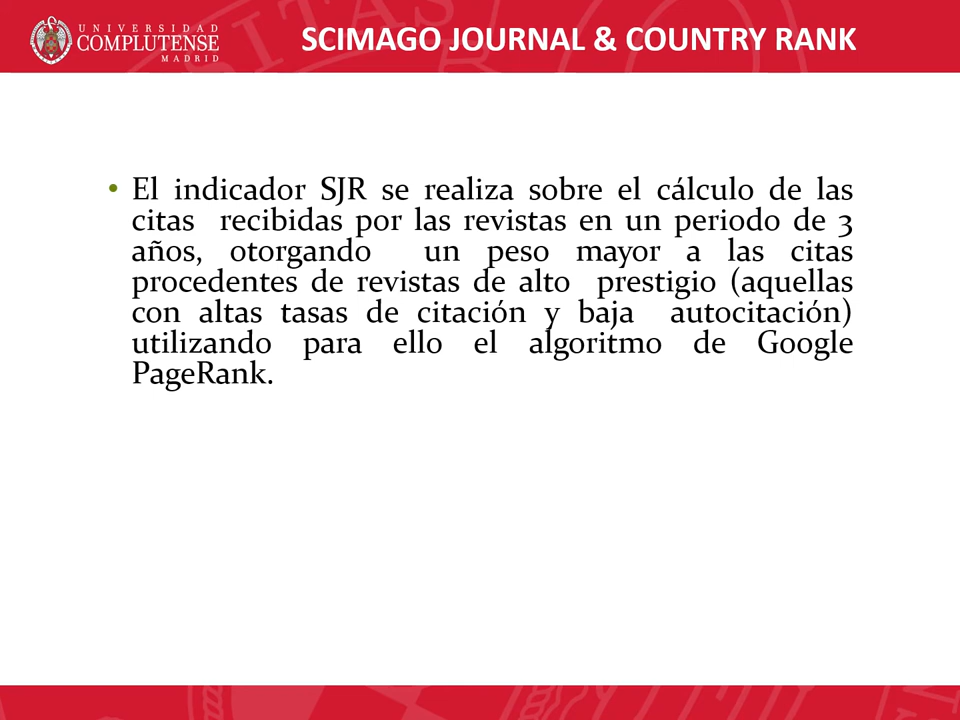 UNIVERSIDAD
COMPLUTENSE
MADRID
SCIMAGO JOURNAL & COUNTRY RANK
• El indicador SJR se realiza sobre el cálculo de las
citas recibidas por las revistas en un periodo de 3
años, otorgando un peso mayor a las citas
procedentes de revistas de alto prestigio (aquellas
con altas tasas de citación y baja autocitación)
utilizando para ello el algoritmo de Google
PageRank.